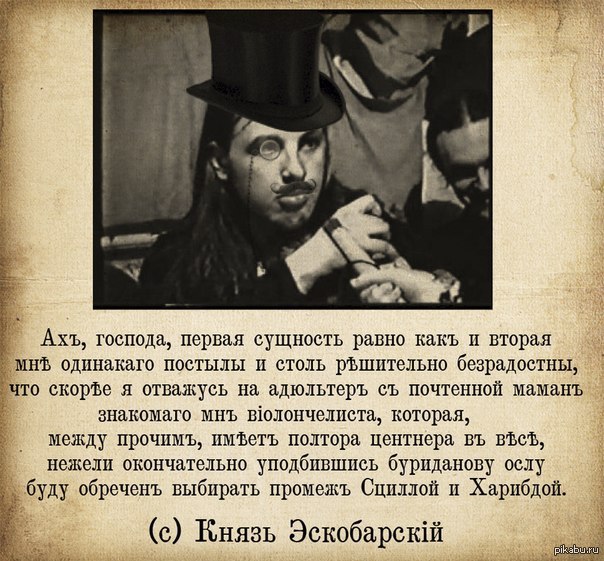 Ахъ, господа, первая сущность равно какъ и вторая
мнѣ одинакаго постылы и столь рѣшительно безрадостны,
что скорѣе я отважусь на адюльтеръ съ почтенной маманъ
знакомаго мнъ віолончелиста, которая,
между прочимъ, имѣетъ полтора центнера въ вѣсѣ,
нежели окончательно уподбившись буриданову ослу
буду обреченъ выбирать промежъ Сциллой и Харибдой.
(с) Князь Эскобарскій
pikabu.ru